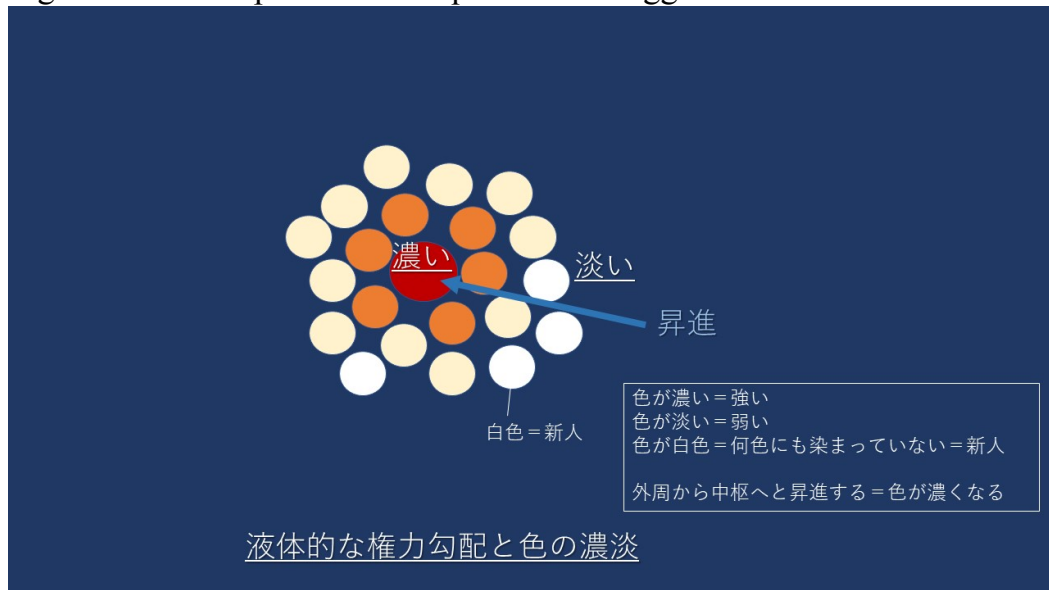 濃い
淡い
昇進
白色＝新人
色が濃い＝強い
色が淡い＝弱い
色が白色＝何色にも染まっていない＝新人
外周から中枢へと昇進する＝色が濃くなる
液体的な権力勾配と色の濃淡